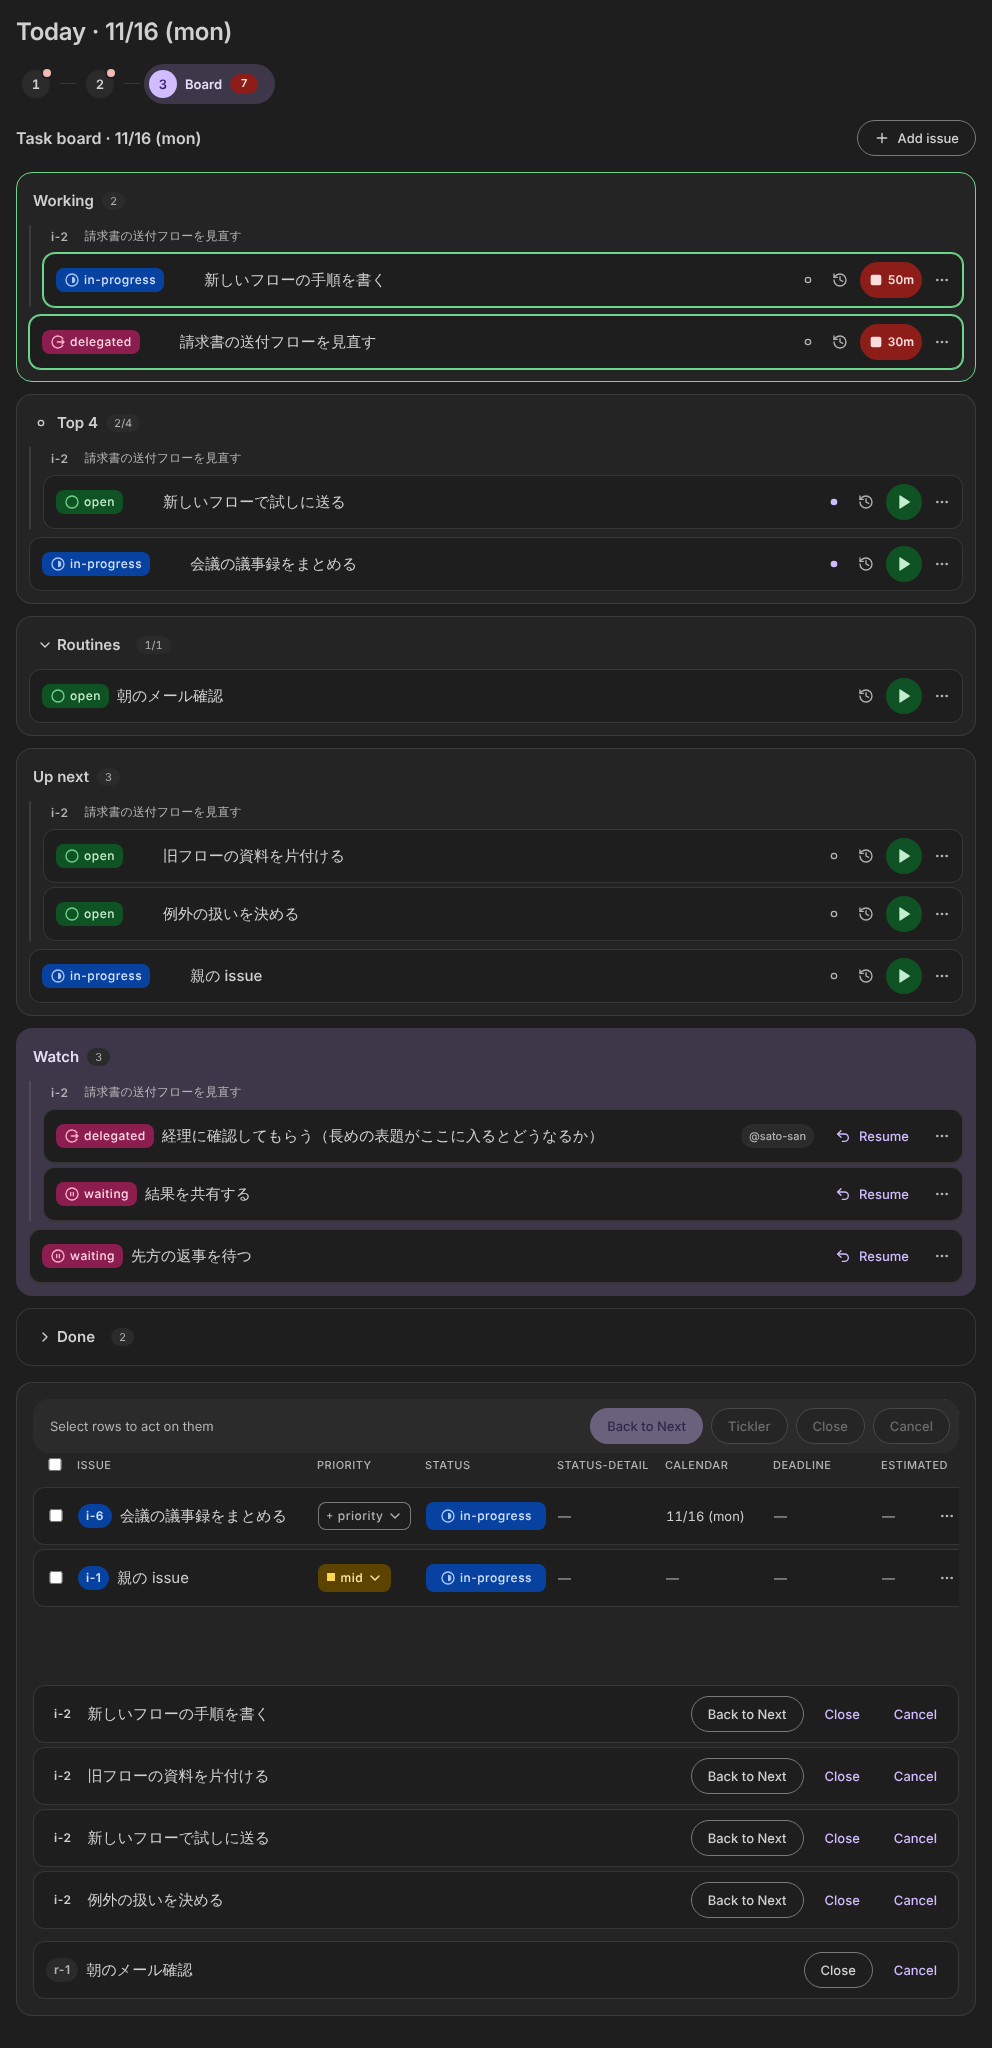 Today · 11/16 (mon)
1 2 3 Board 7
Task board · 11/16 (mon) + Add issue
Working 2
i-2 請求書の送付フローを見直す
in-progress 新しいフローの手順を書く 50m
delegated 請求書の送付フローを見直す 30m
Top 4 2/4
i-2 請求書の送付フローを見直す
open 新しいフローで試しに送る
in-progress 会議の議事録をまとめる
Routines 1/1
open 朝のメール確認
Up next 3
i-2 請求書の送付フローを見直す
open 旧フローの資料を片付ける
open 例外の扱いを決める
in-progress 親の issue
Watch 3
i-2 請求書の送付フローを見直す
delegated 経理に確認してもらう（長めの表題がここに入るとどうなるか） @sato-san Resume
waiting 結果を共有する Resume
waiting 先方の返事を待つ Resume
Done 2
Select rows to act on them Back to Next Tickler Close Cancel
ISSUE PRIORITY STATUS STATUS-DETAIL CALENDAR DEADLINE ESTIMATED
i-6 会議の議事録をまとめる + priority in-progress — 11/16 (mon) — —
i-1 親の issue mid in-progress — — — —
i-2 新しいフローの手順を書く Back to Next Close Cancel
i-2 旧フローの資料を片付ける Back to Next Close Cancel
i-2 新しいフローで試しに送る Back to Next Close Cancel
i-2 例外の扱いを決める Back to Next Close Cancel
r-1 朝のメール確認 Close Cancel